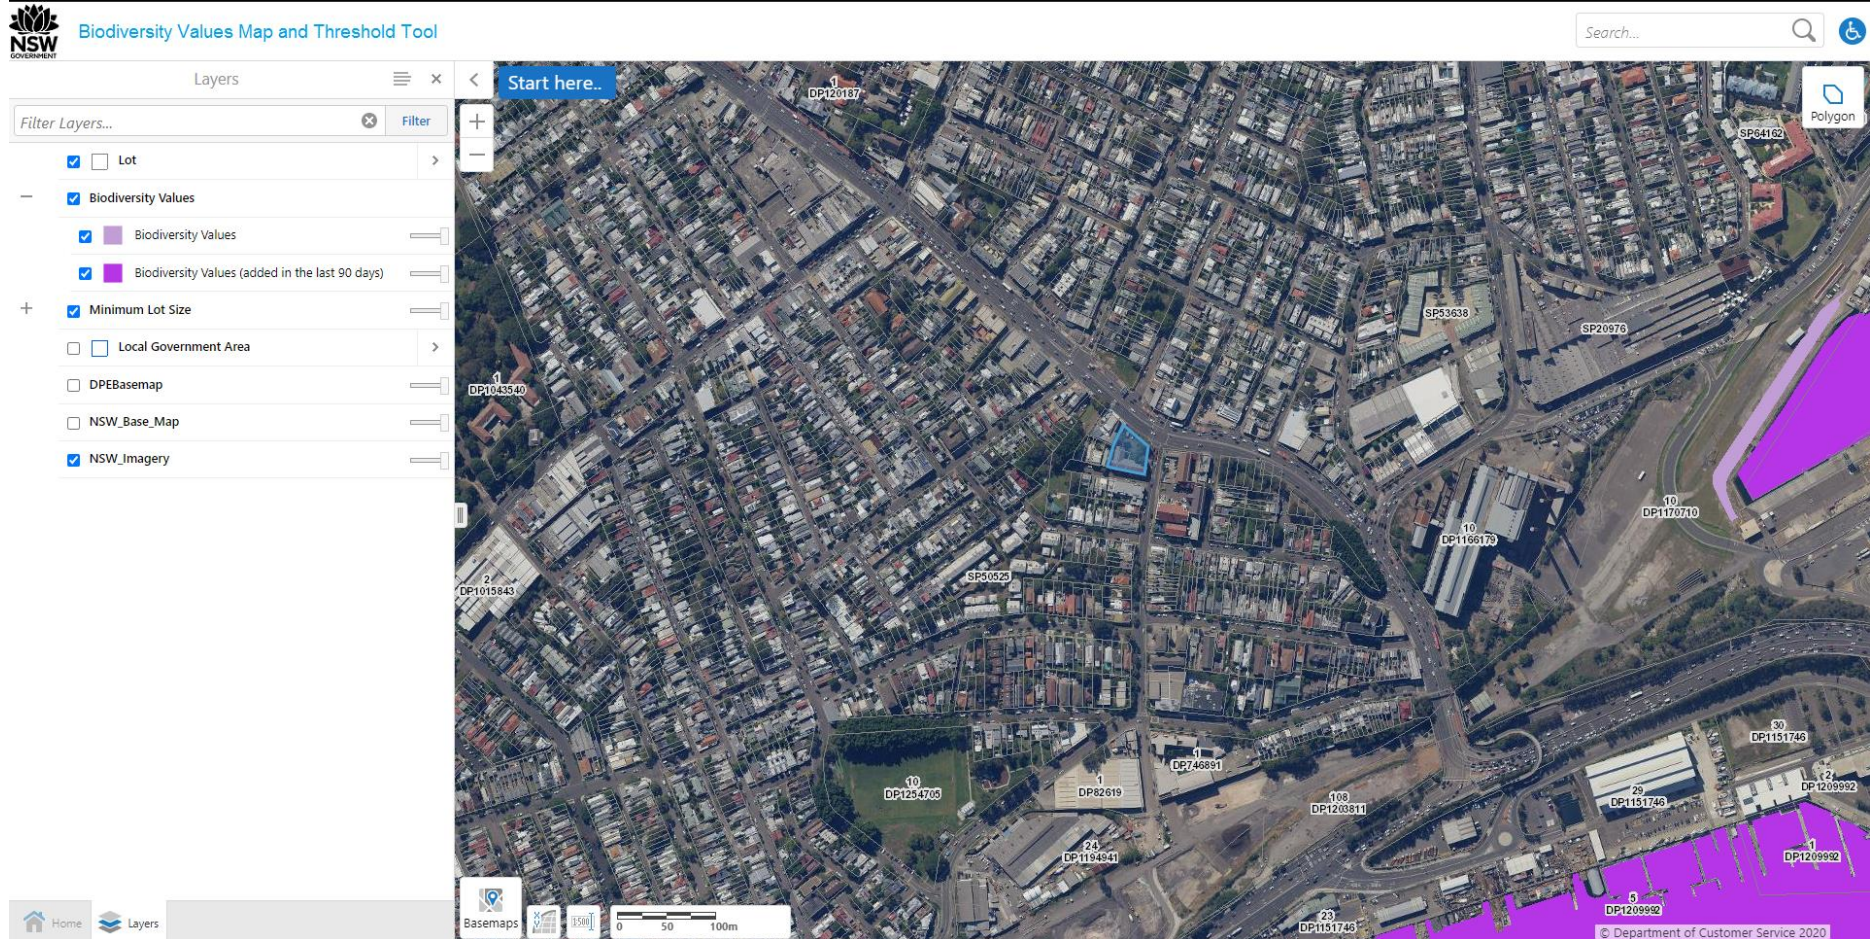 NSW
GOVERNMENT
Biodiversity Values Map and Threshold Tool
Search...
Layers
Filter Layers...
Filter
Lot
Biodiversity Values
Biodiversity Values
Biodiversity Values (added in the last 90 days)
Minimum Lot Size
Local Government Area
DPEBasemap
NSW_Base_Map
NSW_Imagery
Home
Layers
Start here..
Polygon
1
DP120187
SP64162
SP53638
SP20976
1
DP1043540
10
DP1170710
10
DP1166179
2
DP1015843
SP50525
30
DP1151746
1
DP746891
10
DP1254705
1
DP82619
108
DP1203811
29
DP1151746
2
DP1209992
24
DP1194941
1
DP1209992
5
DP1209992
23
DP1151746
Basemaps
1:500
0 50 100m
© Department of Customer Service 2020